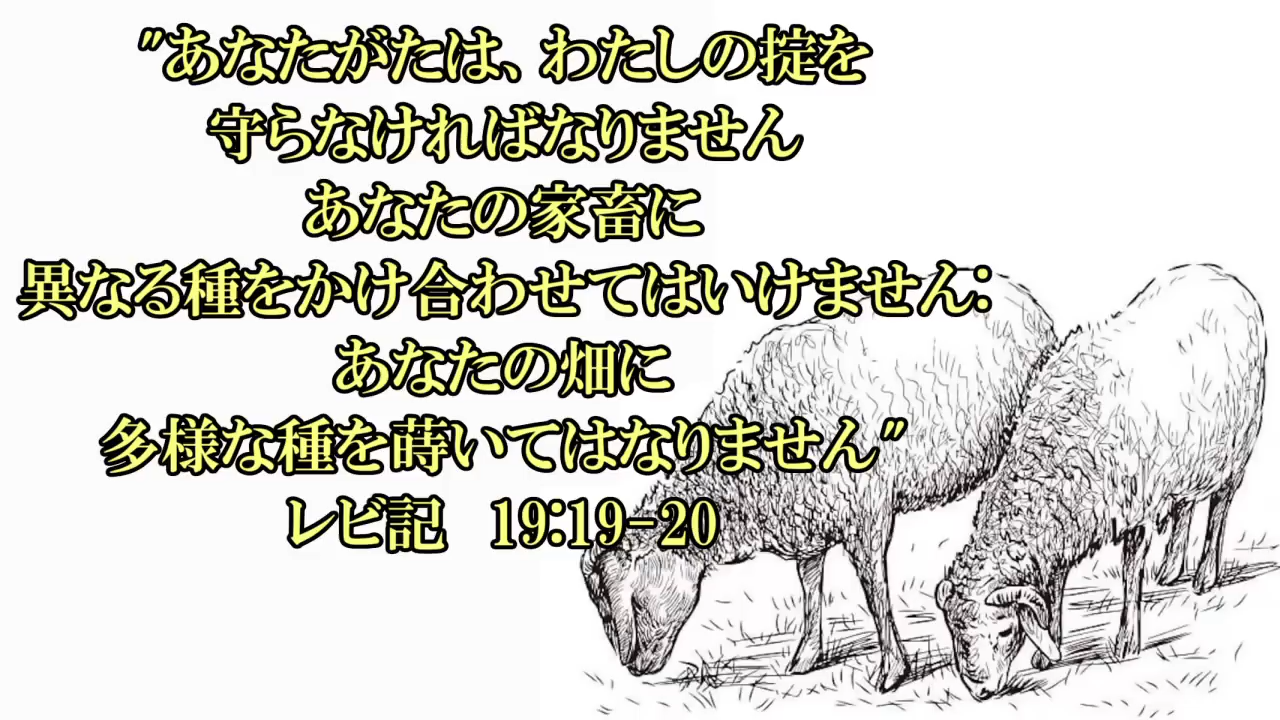 "あなたがたは、わたしの掟を
守らなければなりません
あなたの家畜に
異なる種をかけ合わせてはいけません:
あなたの畑に
多様な種を蒔いてはなりません"
レビ記　19:19-20